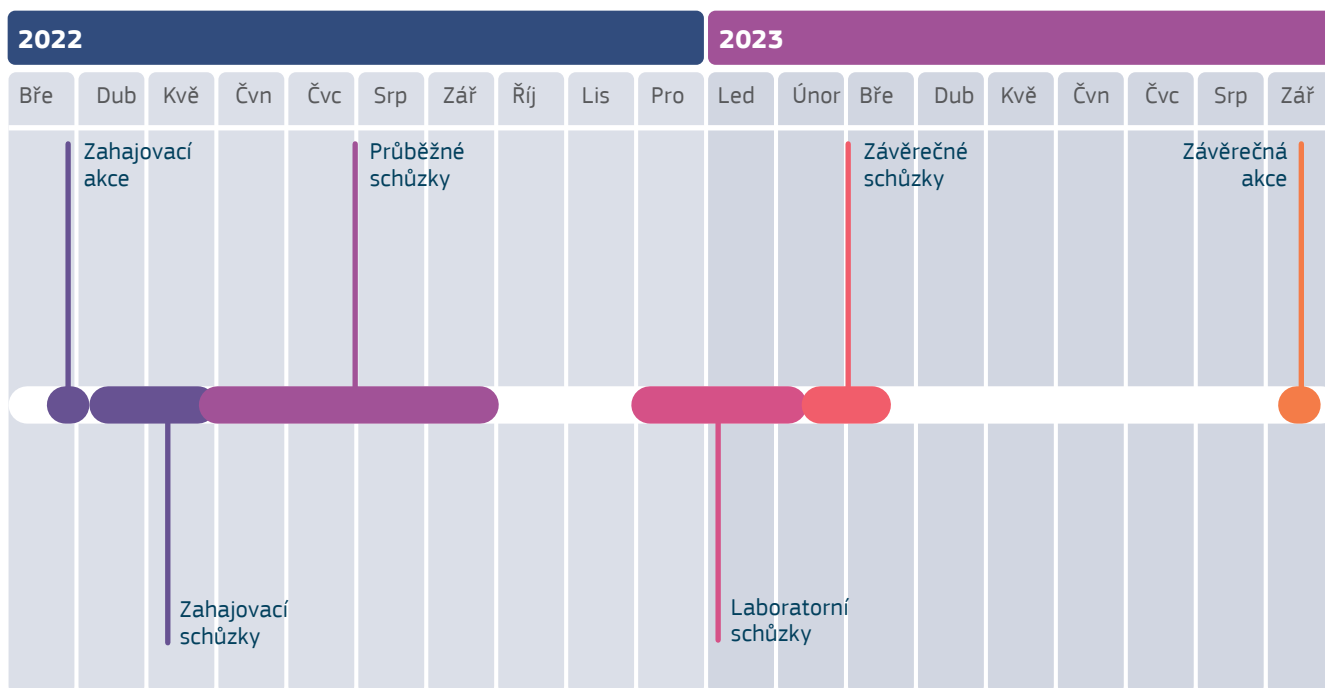 2022 2023
Bře Dub Kvě Čvn Čvc Srp Zář Říj Lis Pro Led Únor Bře Dub Kvě Čvn Čvc Srp Zář
Zahajovací
akce
Průběžné
schůzky
Závěrečné
schůzky
Závěrečná
akce
Zahajovací
schůzky
Laboratorní
schůzky